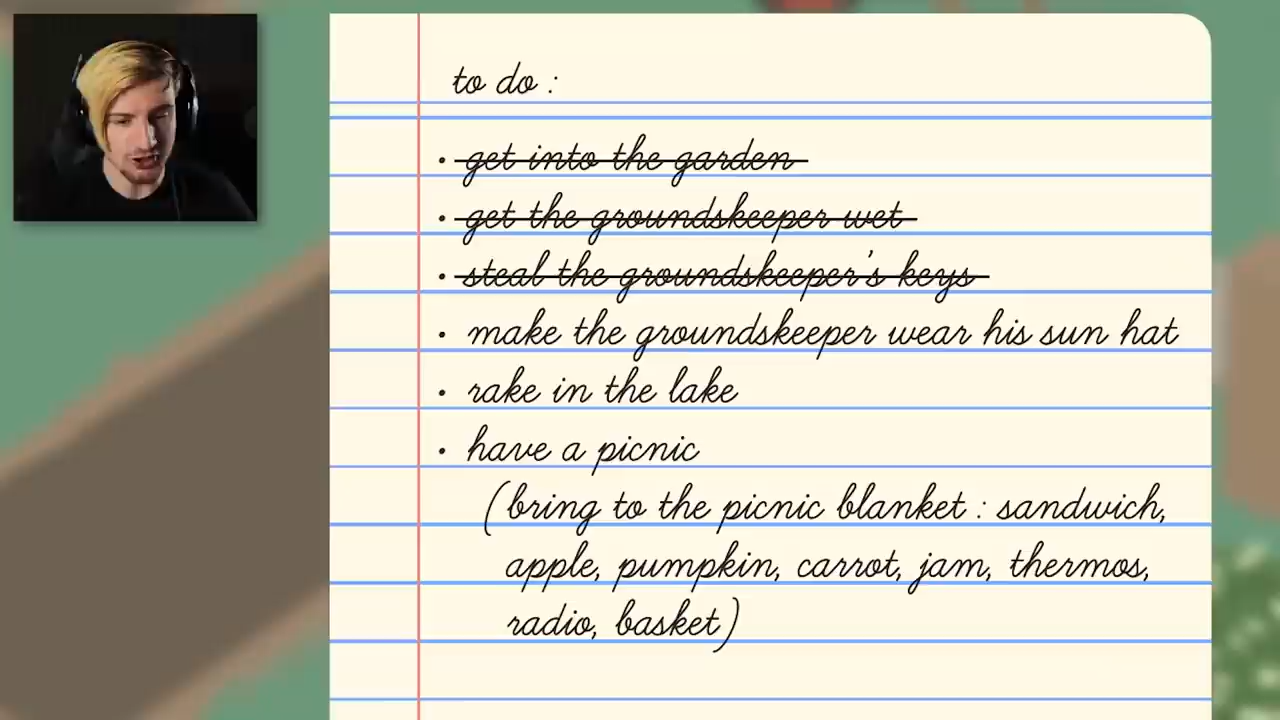 to do :
• get into the garden
• get the groundskeeper wet
• steal the groundskeeper's keys
• make the groundskeeper wear his sun hat
• rake in the lake
• have a picnic
(bring to the picnic blanket : sandwich,
apple, pumpkin, carrot, jam, thermos,
radio, basket)